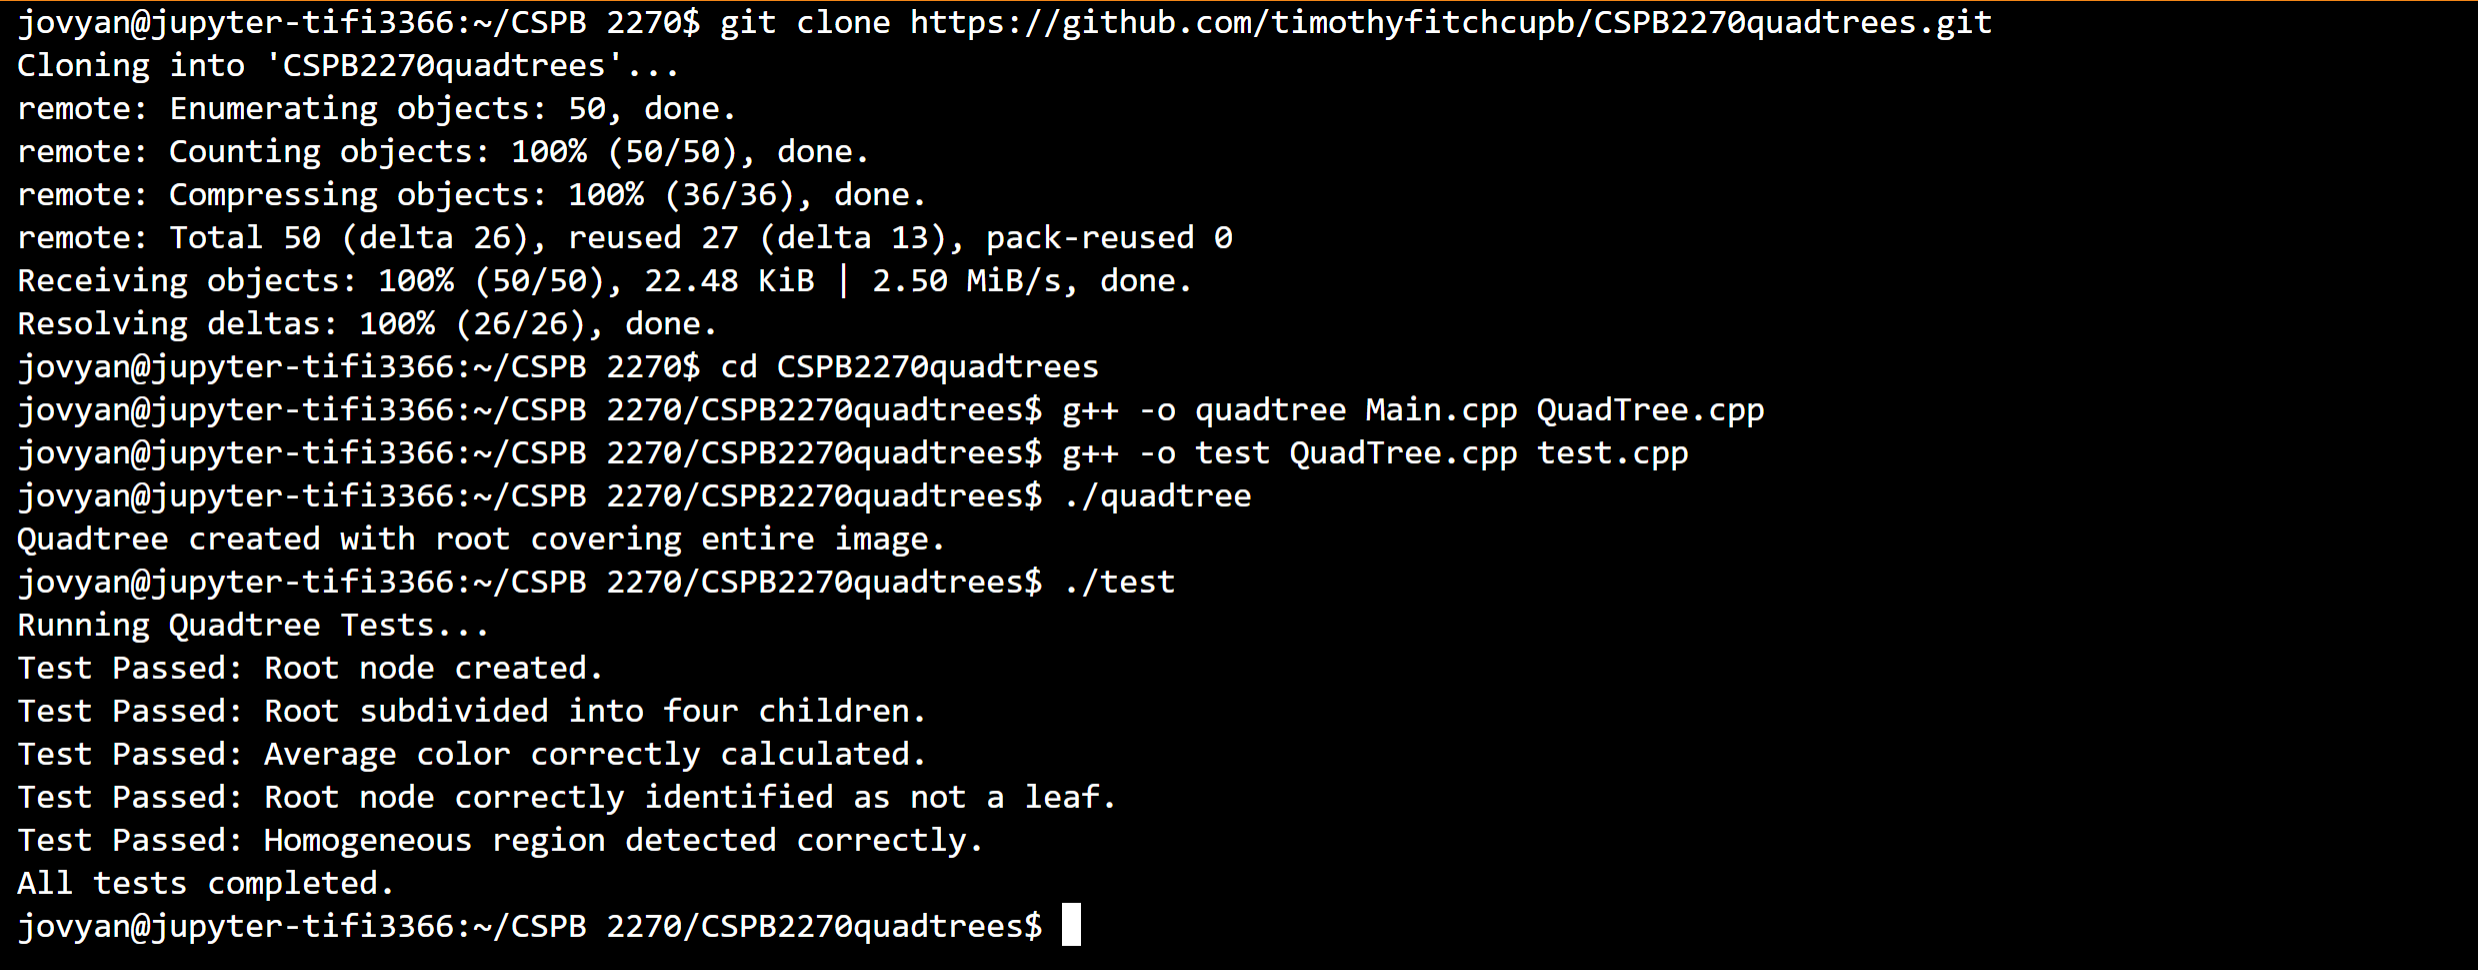 jovyan@jupyter-tifi3366:~/CSPB 2270$ git clone https://github.com/timothyfitchcupb/CSPB2270quadtrees.git
Cloning into 'CSPB2270quadtrees'...
remote: Enumerating objects: 50, done.
remote: Counting objects: 100% (50/50), done.
remote: Compressing objects: 100% (36/36), done.
remote: Total 50 (delta 26), reused 27 (delta 13), pack-reused 0
Receiving objects: 100% (50/50), 22.48 KiB | 2.50 MiB/s, done.
Resolving deltas: 100% (26/26), done.
jovyan@jupyter-tifi3366:~/CSPB 2270$ cd CSPB2270quadtrees
jovyan@jupyter-tifi3366:~/CSPB 2270/CSPB2270quadtrees$ g++ -o quadtree Main.cpp QuadTree.cpp
jovyan@jupyter-tifi3366:~/CSPB 2270/CSPB2270quadtrees$ g++ -o test QuadTree.cpp test.cpp
jovyan@jupyter-tifi3366:~/CSPB 2270/CSPB2270quadtrees$ ./quadtree
Quadtree created with root covering entire image.
jovyan@jupyter-tifi3366:~/CSPB 2270/CSPB2270quadtrees$ ./test
Running Quadtree Tests...
Test Passed: Root node created.
Test Passed: Root subdivided into four children.
Test Passed: Average color correctly calculated.
Test Passed: Root node correctly identified as not a leaf.
Test Passed: Homogeneous region detected correctly.
All tests completed.
jovyan@jupyter-tifi3366:~/CSPB 2270/CSPB2270quadtrees$